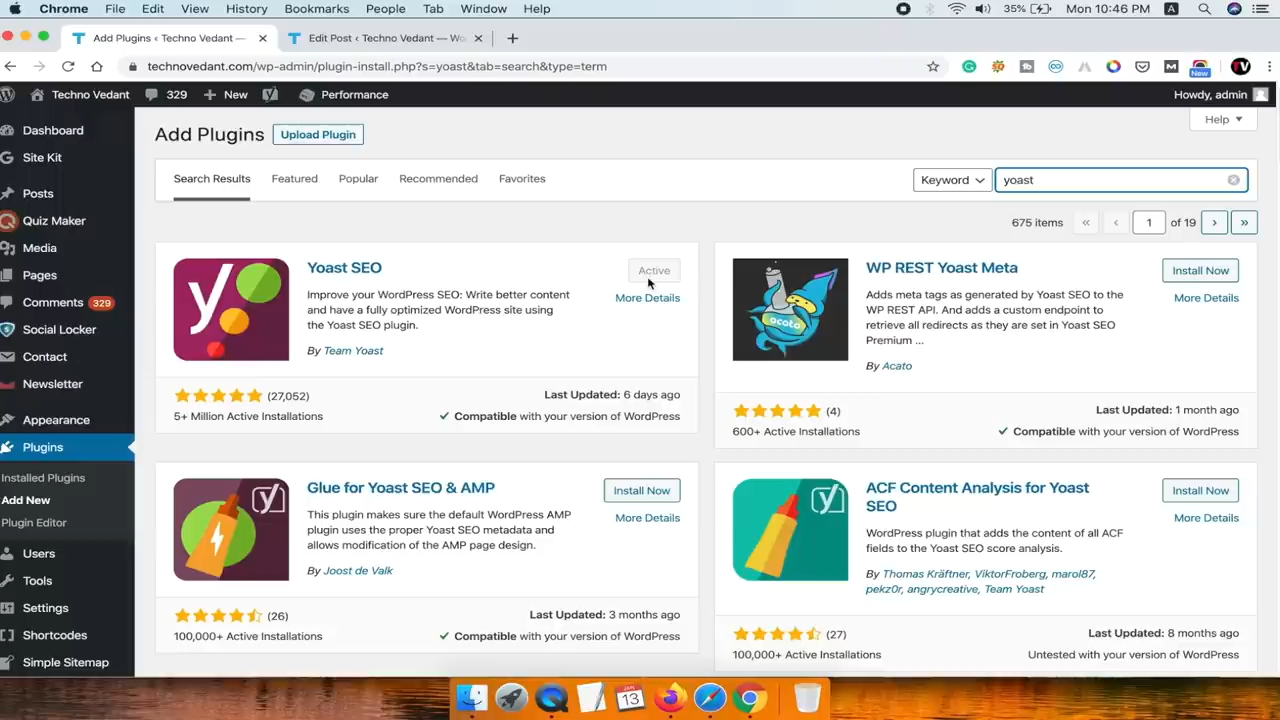 Chrome File Edit View History Bookmarks People Tab Window Help 35% Mon 10:46 PM A
Add Plugins ‹ Techno Vedant — Edit Post ‹ Techno Vedant — Wo
technovedant.com/wp-admin/plugin-install.php?s=yoast&tab=search&type=term New
Techno Vedant 329 New Performance Howdy, admin
Help
Dashboard
Site Kit
Posts
Quiz Maker
Media
Pages
Comments 329
Social Locker
Contact
Newsletter
Appearance
Plugins
Installed Plugins
Add New
Plugin Editor
Users
Tools
Settings
Shortcodes
Simple Sitemap
Add Plugins Upload Plugin
Search Results Featured Popular Recommended Favorites Keyword yoast
675 items « ‹ 1 of 19 › »
Yoast SEO
Active
More Details
Improve your WordPress SEO: Write better content
and have a fully optimized WordPress site using
the Yoast SEO plugin.
By Team Yoast
(27,052) Last Updated: 6 days ago
5+ Million Active Installations Compatible with your version of WordPress
acato
WP REST Yoast Meta
Install Now
More Details
Adds meta tags as generated by Yoast SEO to the
WP REST API. And adds a custom endpoint to
retrieve all redirects as they are set in Yoast SEO
Premium ...
By Acato
(4) Last Updated: 1 month ago
600+ Active Installations Compatible with your version of WordPress
Glue for Yoast SEO & AMP
Install Now
More Details
This plugin makes sure the default WordPress AMP
plugin uses the proper Yoast SEO metadata and
allows modification of the AMP page design.
By Joost de Valk
(26) Last Updated: 3 months ago
100,000+ Active Installations Compatible with your version of WordPress
ACF Content Analysis for Yoast
SEO
Install Now
More Details
WordPress plugin that adds the content of all ACF
fields to the Yoast SEO score analysis.
By Thomas Kräftner, ViktorFroberg, marol87,
pekz0r, angrycreative, Team Yoast
(27) Last Updated: 8 months ago
100,000+ Active Installations Untested with your version of WordPress
JAN
13